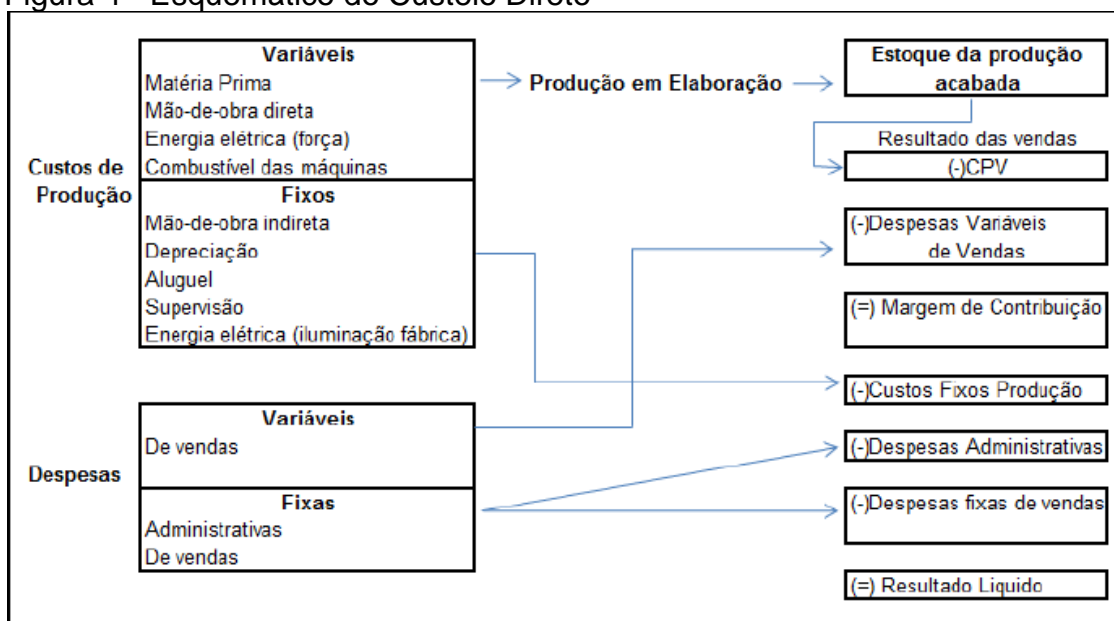 Figura 4 - Esquemático do Custeio Direto
Variáveis
Matéria Prima
Mão-de-obra direta
Energia elétrica (força)
Combustível das máquinas
Custos de
Produção
Fixos
Mão-de-obra indireta
Depreciação
Aluguel
Supervisão
Energia elétrica (iluminação fábrica)
Produção em Elaboração
Estoque da produção
acabada
Resultado das vendas
(-)CPV
(-)Despesas Variáveis
de Vendas
(=) Margem de Contribuição
(-)Custos Fixos Produção
(-)Despesas Administrativas
(-)Despesas fixas de vendas
(=) Resultado Liquido
Despesas
Variáveis
De vendas
Fixas
Administrativas
De vendas